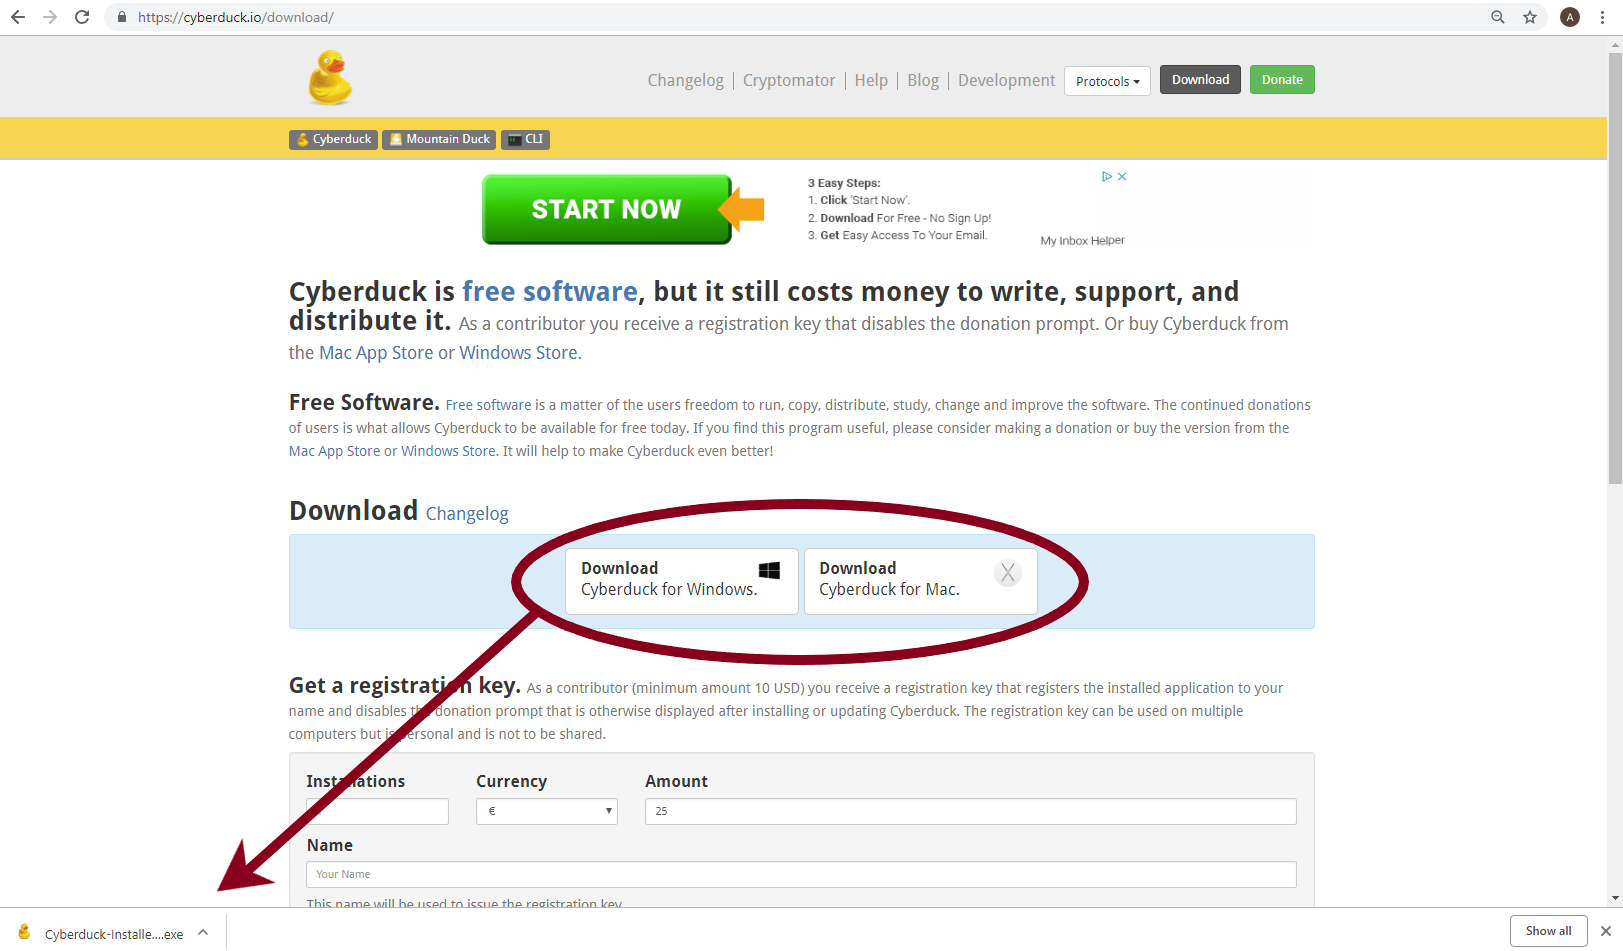 https://cyberduck.io/download/
A
Changelog | Cryptomator | Help | Blog | Development Protocols Download Donate
Cyberduck Mountain Duck CLI
START NOW
3 Easy Steps:
1. Click 'Start Now'.
2. Download For Free - No Sign Up!
3. Get Easy Access To Your Email.
My Inbox Helper
Cyberduck is free software, but it still costs money to write, support, and
distribute it. As a contributor you receive a registration key that disables the donation prompt. Or buy Cyberduck from
the Mac App Store or Windows Store.
Free Software. Free software is a matter of the users freedom to run, copy, distribute, study, change and improve the software. The continued donations
of users is what allows Cyberduck to be available for free today. If you find this program useful, please consider making a donation or buy the version from the
Mac App Store or Windows Store. It will help to make Cyberduck even better!
Download Changelog
Download
Cyberduck for Windows.
Download
Cyberduck for Mac.
Get a registration key. As a contributor (minimum amount 10 USD) you receive a registration key that registers the installed application to your
name and disables the donation prompt that is otherwise displayed after installing or updating Cyberduck. The registration key can be used on multiple
computers but is personal and is not to be shared.
Installations Currency Amount
€ 25
Name
Your Name
This name will be used to issue the registration key
Cyberduck-Installe....exe
Show all